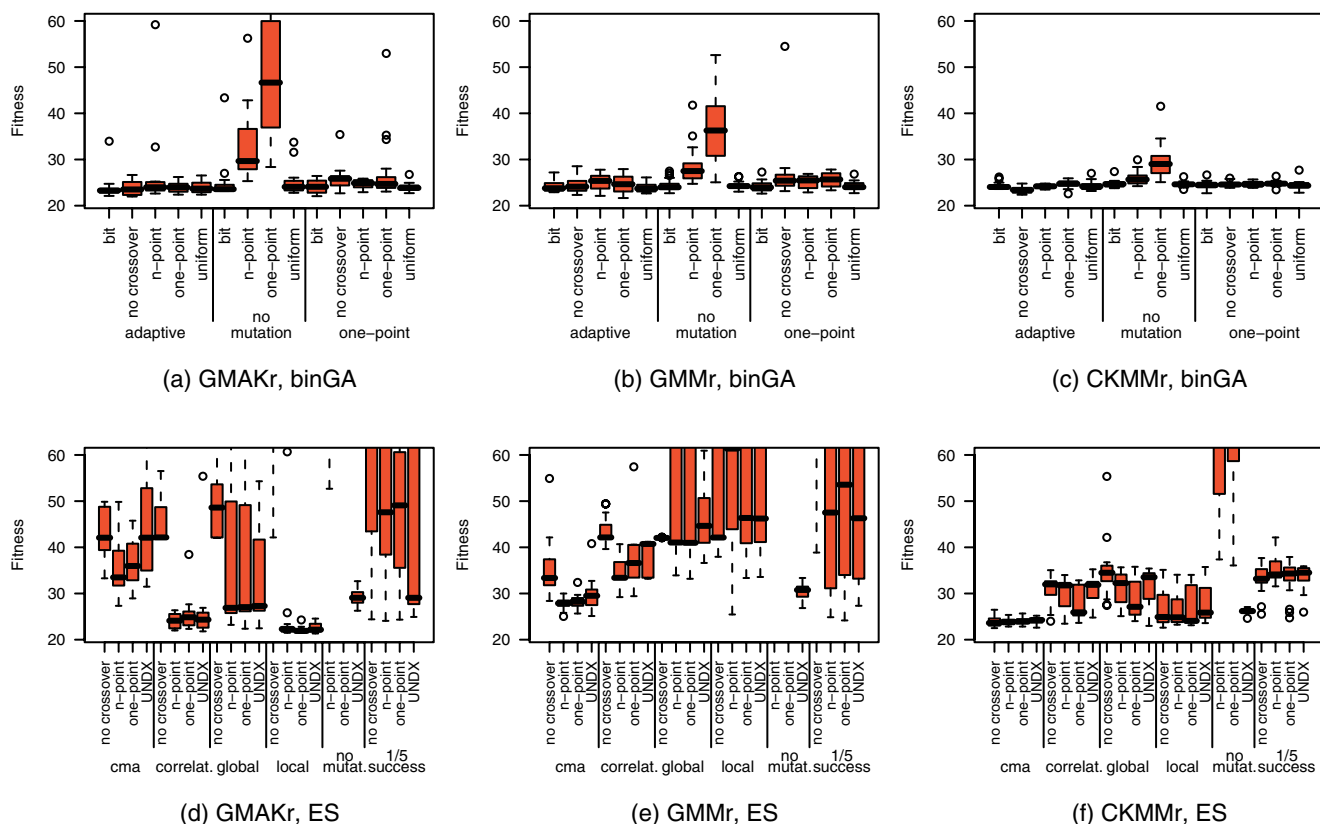 60
50
40
30
20
Fitness
bit
no crossover
n−point
one−point
uniform
bit
n−point
one−point
uniform
bit
no crossover
n−point
one−point
uniform
adaptive
no
mutation
one−point
(a) GMAKr, binGA
60
50
40
30
20
Fitness
bit
no crossover
n−point
one−point
uniform
bit
n−point
one−point
uniform
bit
no crossover
n−point
one−point
uniform
adaptive
no
mutation
one−point
(b) GMMr, binGA
60
50
40
30
20
Fitness
bit
no crossover
n−point
one−point
uniform
bit
n−point
one−point
uniform
bit
no crossover
n−point
one−point
uniform
adaptive
no
mutation
one−point
(c) CKMMr, binGA
60
50
40
30
20
Fitness
no crossover
n−point
one−point
UNDX
no crossover
n−point
one−point
UNDX
no crossover
n−point
one−point
UNDX
no crossover
n−point
one−point
UNDX
n−point
one−point
UNDX
no crossover
n−point
one−point
UNDX
cma
correlat. global
local
no
mutat.
1/5
success
(d) GMAKr, ES
60
50
40
30
20
Fitness
no crossover
n−point
one−point
UNDX
no crossover
n−point
one−point
UNDX
no crossover
n−point
one−point
UNDX
no crossover
n−point
one−point
UNDX
n−point
one−point
UNDX
no crossover
n−point
one−point
UNDX
cma
correlat. global
local
no
mutat.
1/5
success
(e) GMMr, ES
60
50
40
30
20
Fitness
no crossover
n−point
one−point
UNDX
no crossover
n−point
one−point
UNDX
no crossover
n−point
one−point
UNDX
no crossover
n−point
one−point
UNDX
n−point
one−point
UNDX
no crossover
n−point
one−point
UNDX
cma
correlat. global
local
no
mutat.
1/5
success
(f) CKMMr, ES